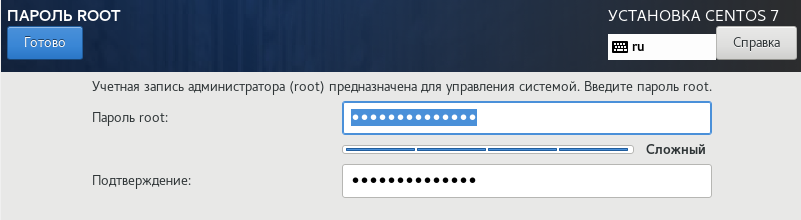 ПАРОЛЬ ROOT
УСТАНОВКА CENTOS 7
Готово
ru
Справка
Учетная запись администратора (root) предназначена для управления системой. Введите пароль root.
Пароль root:
••••••••••••••
Сложный
Подтверждение:
••••••••••••••